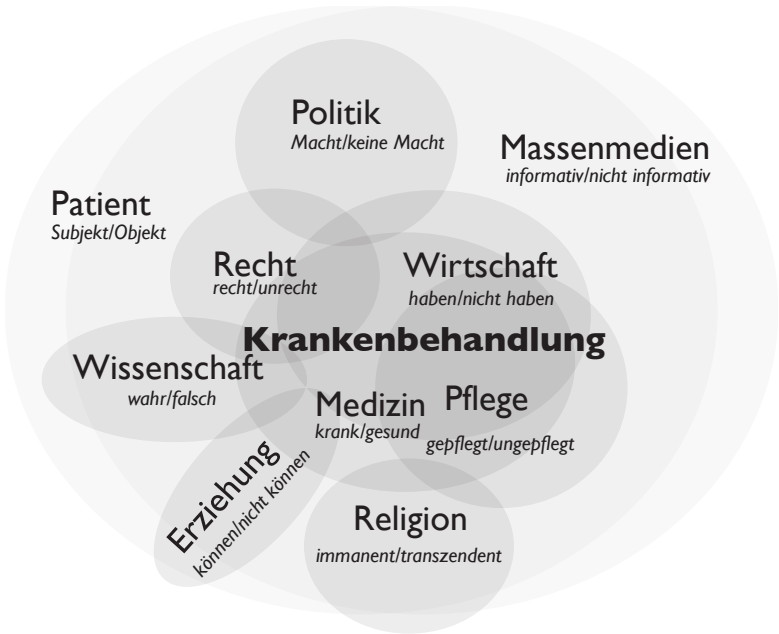 Politik
Macht/keine Macht
Massenmedien
informativ/nicht informativ
Patient
Subjekt/Objekt
Recht
recht/unrecht
Wirtschaft
haben/nicht haben
Krankenbehandlung
Wissenschaft
wahr/falsch
Medizin
krank/gesund
Pflege
gepflegt/ungepflegt
Erziehung
können/nicht können
Religion
immanent/transzendent